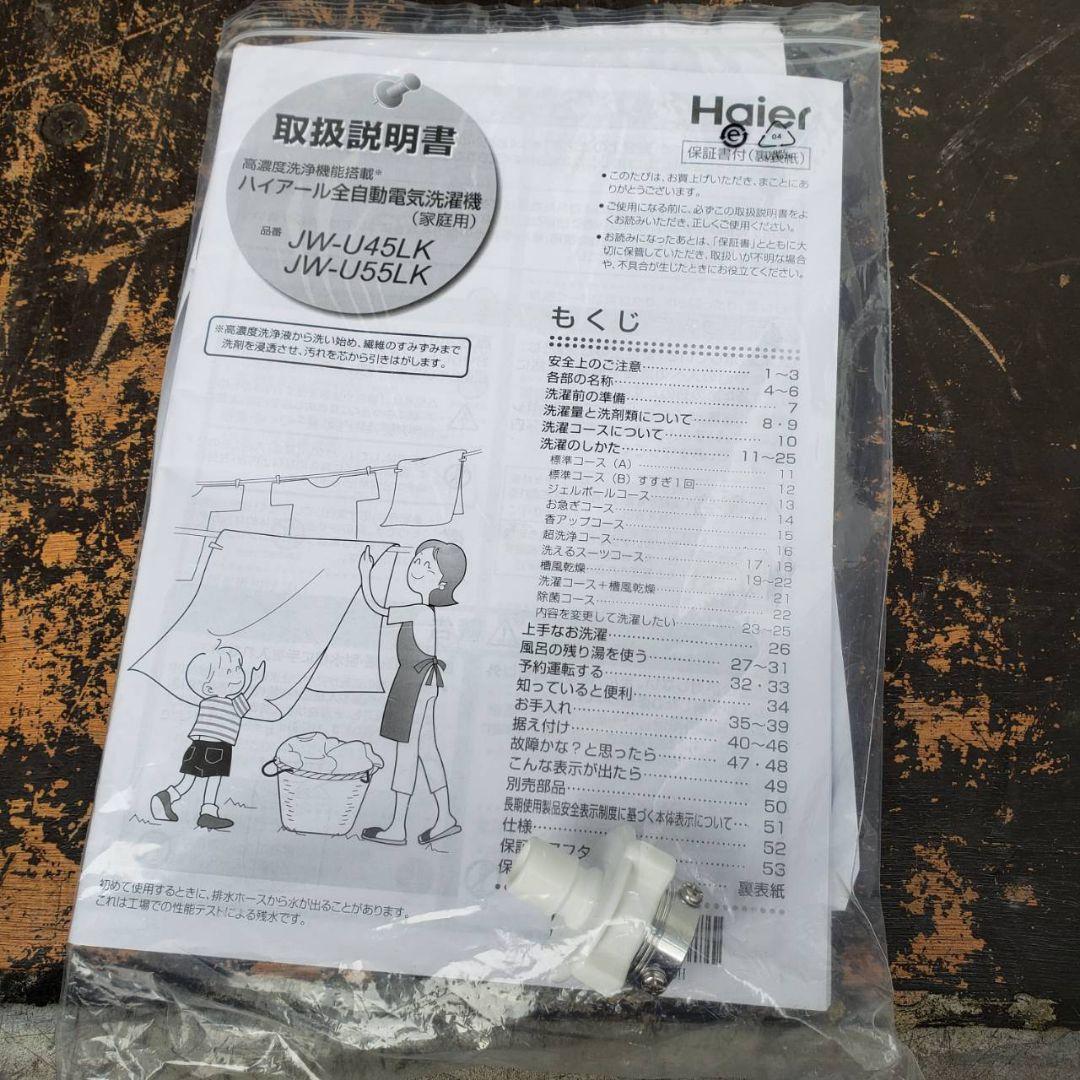 取扱説明書
高濃度洗浄機能搭載※
ハイアール全自動電気洗濯機
(家庭用)
品番 JW-U45LK
JW-U55LK
※高濃度洗浄液から洗い始め、繊維のすみずみまで
洗剤を浸透させ、汚れを芯から引きはがします。
Haier
保証書付(裏表紙)
04
●このたびは、お買上げいただき、まことにあ
りがとうございます。
●ご使用になる前に、必ずこの取扱説明書をよ
くお読みいただき、正しくご使用ください。
●お読みになったあとは、「保証書」とともに大
切に保管していただき、取扱いが不明な場合
や、不具合が生じたときにお役立てください。
もくじ
安全上のご注意 1~3
各部の名称 4~6
洗濯前の準備 7
洗濯量と洗剤類について 8・9
洗濯コースについて 10
洗濯のしかた 11~25
標準コース(A) 11
標準コース(B)すすぎ1回 12
ジェルボールコース 13
お急ぎコース 14
香アップコース 15
超洗浄コース 16
洗えるスーツコース 17・18
槽風乾燥 19~22
洗濯コース+槽風乾燥 21
除菌コース 22
内容を変更して洗濯したい 23~25
上手なお洗濯 26
風呂の残り湯を使う 27~31
予約運転する 32・33
知っていると便利 34
お手入れ 35~39
据え付け 40~46
故障かな?と思ったら 47・48
こんな表示が出たら 49
別売部品 50
長期使用製品安全表示制度に基づく本体表示について 51
仕様 52
保証 フタ 53
保 裏表紙
初めて使用するときに、排水ホースから水が出ることがあります。
これは工場での性能テストによる残水です。